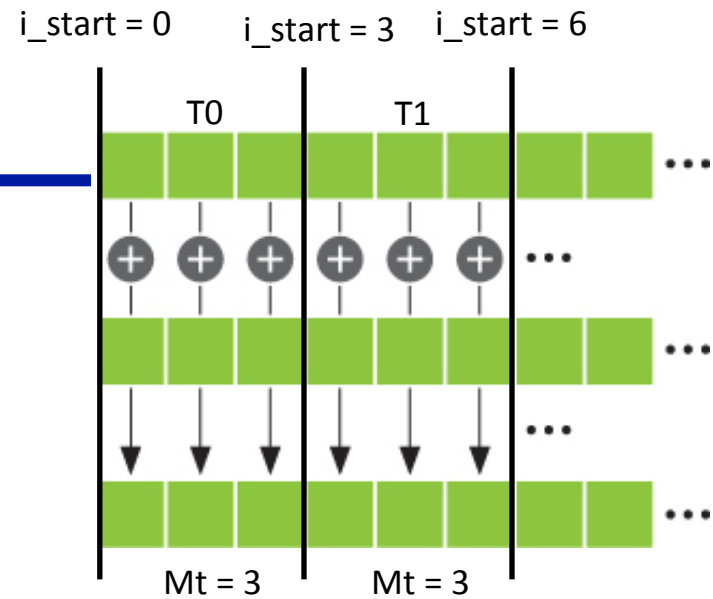 i_start = 0 i_start = 3 i_start = 6
T0 T1
•••
+ + + + + + •••
•••
•••
•••
Mt = 3 Mt = 3